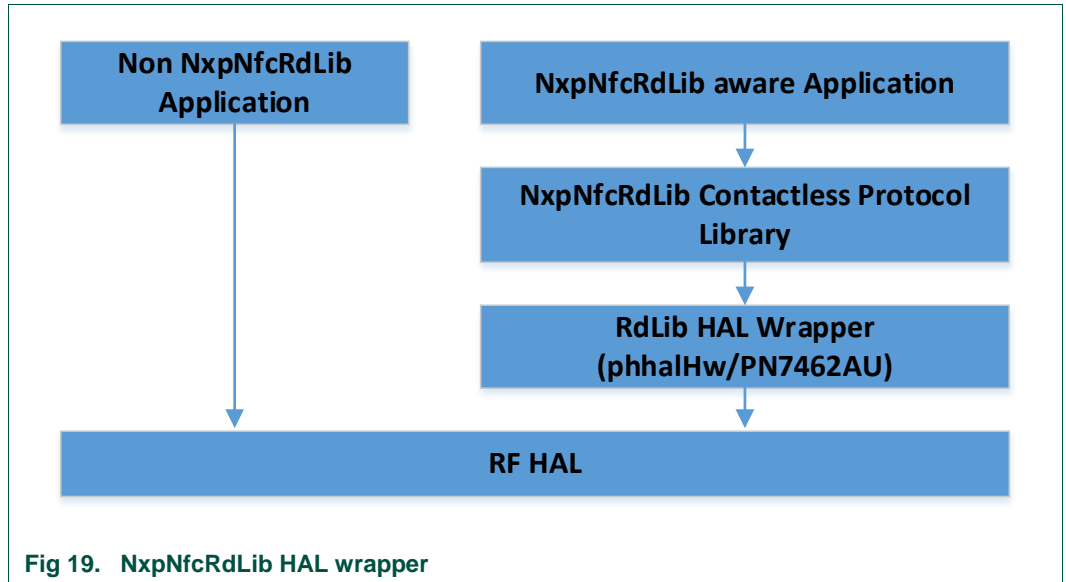 Non NxpNfcRdLib
Application
NxpNfcRdLib aware Application
NxpNfcRdLib Contactless Protocol
Library
RdLib HAL Wrapper
(phhalHw/PN7462AU)
RF HAL
Fig 19. NxpNfcRdLib HAL wrapper